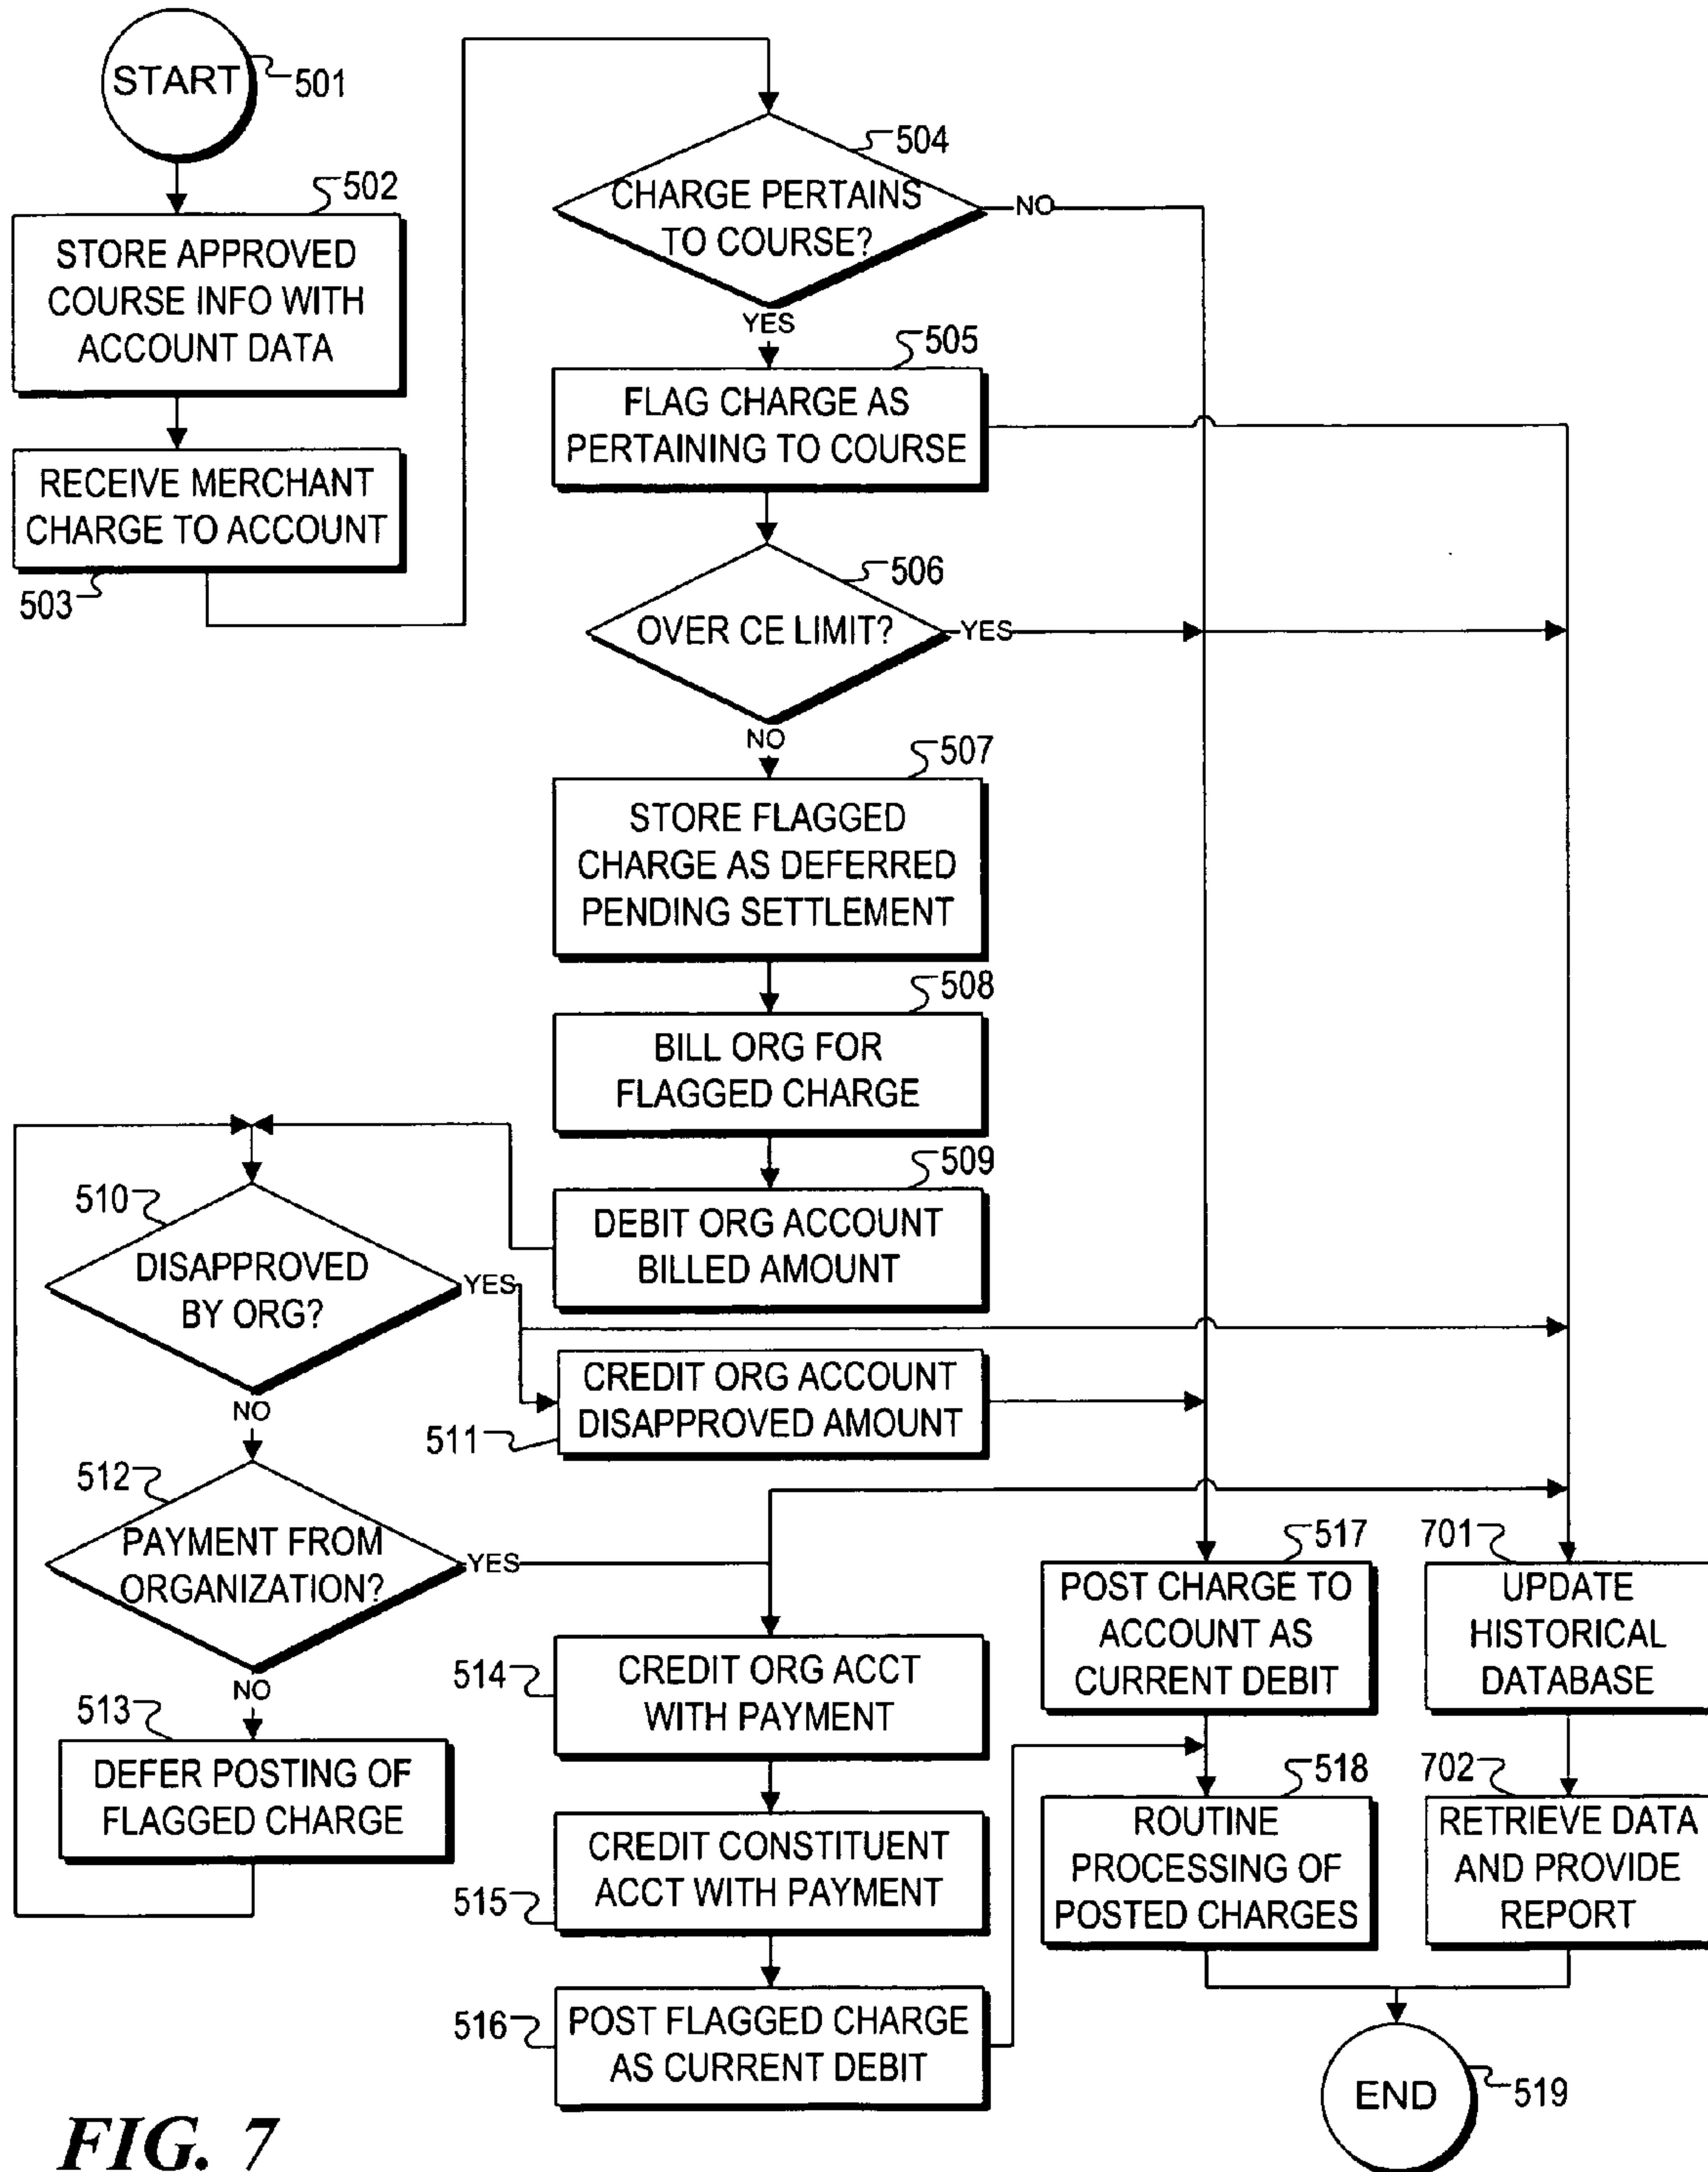 START
501
502
STORE APPROVED
COURSE INFO WITH
ACCOUNT DATA
RECEIVE MERCHANT
CHARGE TO ACCOUNT
503
504
CHARGE PERTAINS
TO COURSE?
NO
YES
505
FLAG CHARGE AS
PERTAINING TO COURSE
506
OVER CE LIMIT?
YES
NO
507
STORE FLAGGED
CHARGE AS DEFERRED
PENDING SETTLEMENT
508
BILL ORG FOR
FLAGGED CHARGE
509
DEBIT ORG ACCOUNT
BILLED AMOUNT
510
DISAPPROVED
BY ORG?
YES
NO
CREDIT ORG ACCOUNT
DISAPPROVED AMOUNT
511
512
PAYMENT FROM
ORGANIZATION?
YES
NO
513
DEFER POSTING OF
FLAGGED CHARGE
514
CREDIT ORG ACCT
WITH PAYMENT
CREDIT CONSTITUENT
ACCT WITH PAYMENT
515
516
POST FLAGGED CHARGE
AS CURRENT DEBIT
517
POST CHARGE TO
ACCOUNT AS
CURRENT DEBIT
518
ROUTINE
PROCESSING OF
POSTED CHARGES
701
UPDATE
HISTORICAL
DATABASE
702
RETRIEVE DATA
AND PROVIDE
REPORT
END
519
FIG. 7